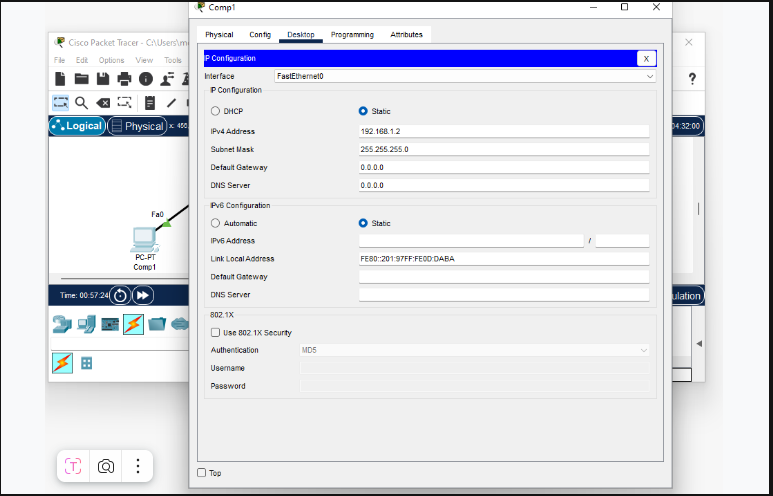 Comp1
Physical Config Desktop Programming Attributes
IP Configuration X
Interface FastEthernet0
IP Configuration
DHCP Static
IPv4 Address 192.168.1.2
Subnet Mask 255.255.255.0
Default Gateway 0.0.0.0
DNS Server 0.0.0.0
IPv6 Configuration
Automatic Static
IPv6 Address /
Link Local Address FE80::201:97FF:FE0D:DABA
Default Gateway
DNS Server
802.1X
Use 802.1X Security
Authentication MD5
Username
Password
Top
Cisco Packet Tracer - C:\Users\m
File Edit Options View Tools
Logical Physical x: 455,
04:32:00
Fa0
PC-PT
Comp1
Time: 00:57:24
ulation